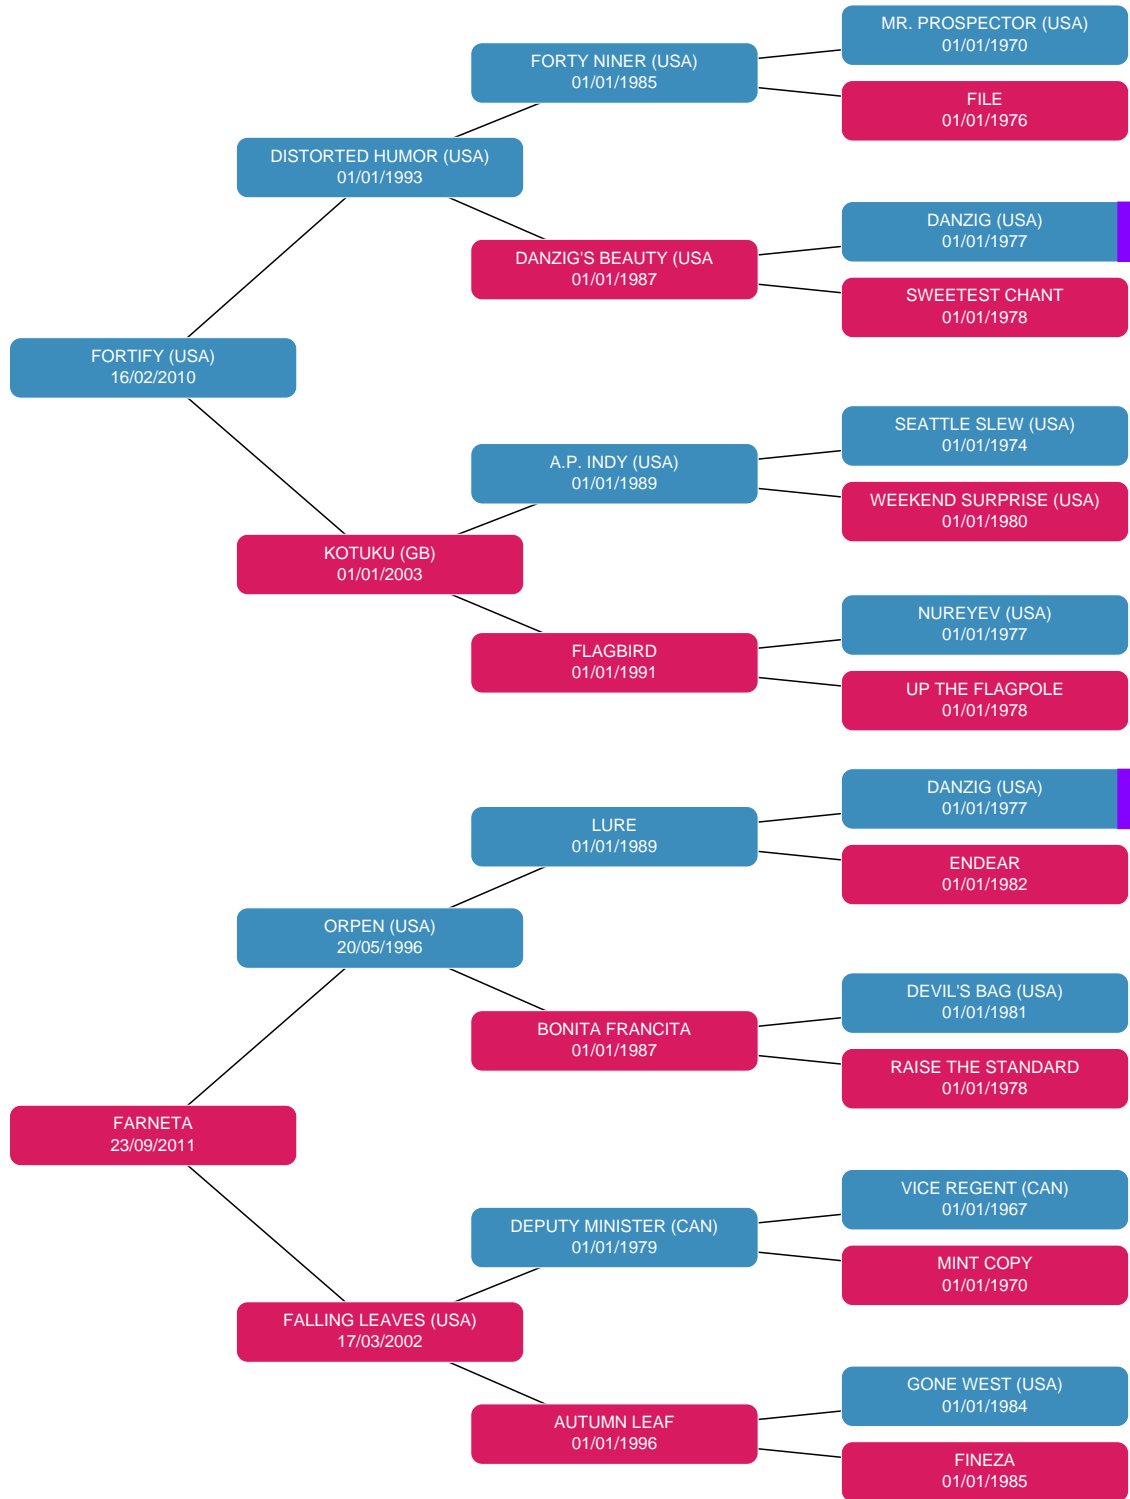 MR. PROSPECTOR (USA)
01/01/1970
FORTY NINER (USA)
01/01/1985
FILE
01/01/1976
DISTORTED HUMOR (USA)
01/01/1993
DANZIG (USA)
01/01/1977
DANZIG'S BEAUTY (USA
01/01/1987
SWEETEST CHANT
01/01/1978
FORTIFY (USA)
16/02/2010
SEATTLE SLEW (USA)
01/01/1974
A.P. INDY (USA)
01/01/1989
WEEKEND SURPRISE (USA)
01/01/1980
KOTUKU (GB)
01/01/2003
NUREYEV (USA)
01/01/1977
FLAGBIRD
01/01/1991
UP THE FLAGPOLE
01/01/1978
DANZIG (USA)
01/01/1977
LURE
01/01/1989
ENDEAR
01/01/1982
ORPEN (USA)
20/05/1996
DEVIL'S BAG (USA)
01/01/1981
BONITA FRANCITA
01/01/1987
RAISE THE STANDARD
01/01/1978
FARNETA
23/09/2011
VICE REGENT (CAN)
01/01/1967
DEPUTY MINISTER (CAN)
01/01/1979
MINT COPY
01/01/1970
FALLING LEAVES (USA)
17/03/2002
GONE WEST (USA)
01/01/1984
AUTUMN LEAF
01/01/1996
FINEZA
01/01/1985